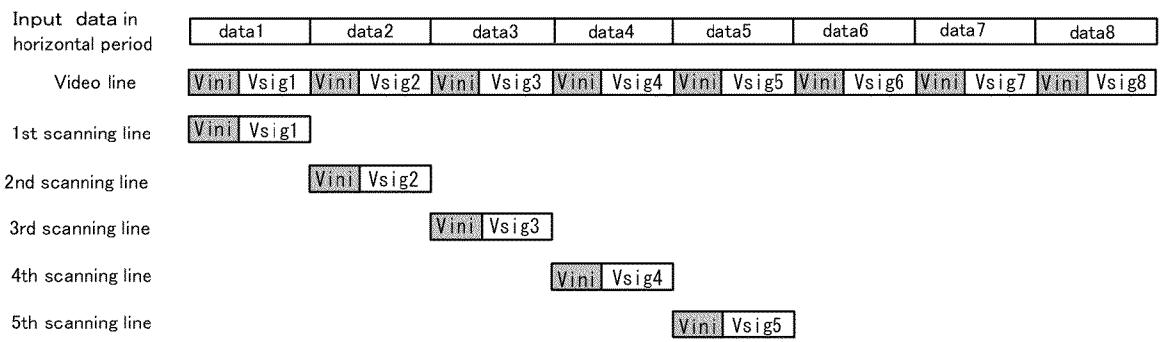 Input data in
horizontal period
data1 data2 data3 data4 data5 data6 data7 data8
Video line
Vini Vsig1 Vini Vsig2 Vini Vsig3 Vini Vsig4 Vini Vsig5 Vini Vsig6 Vini Vsig7 Vini Vsig8
1st scanning line
Vini Vsig1
2nd scanning line
Vini Vsig2
3rd scanning line
Vini Vsig3
4th scanning line
Vini Vsig4
5th scanning line
Vini Vsig5